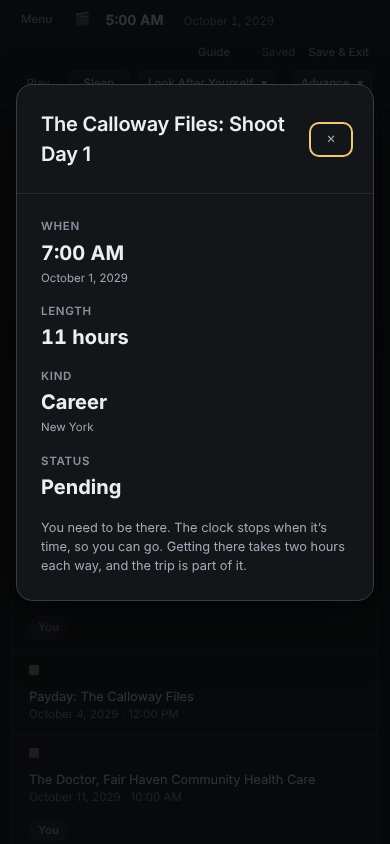 Menu 🎬 5:00 AM October 1, 2029
Guide Saved Save & Exit
Play Sleep Look After Yourself ▾ Advance ▾
The Calloway Files: Shoot
Day 1
×
WHEN
7:00 AM
October 1, 2029
LENGTH
11 hours
KIND
Career
New York
STATUS
Pending
You need to be there. The clock stops when it's
time, so you can go. Getting there takes two hours
each way, and the trip is part of it.
You
Payday: The Calloway Files
October 4, 2029 · 12:00 PM
The Doctor, Fair Haven Community Health Care
October 11, 2029 · 10:00 AM
You